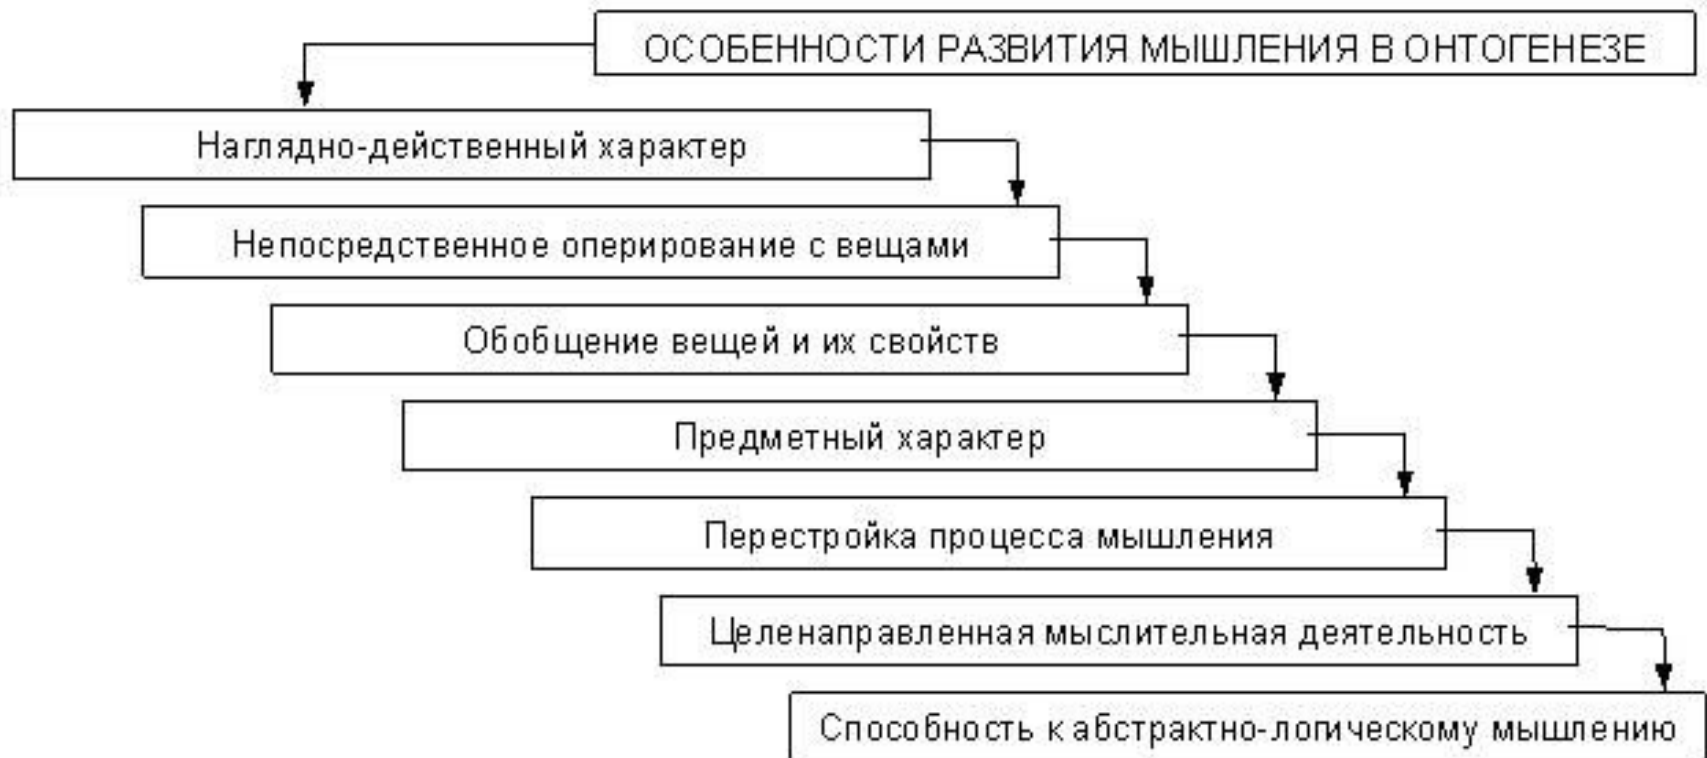 ОСОБЕННОСТИ РАЗВИТИЯ МЫШЛЕНИЯ В ОНТОГЕНЕЗЕ
Наглядно-действенный характер
Непосредственное оперирование с вещами
Обобщение вещей и их свойств
Предметный характер
Перестройка процесса мышления
Целенаправленная мыслительная деятельность
Способность к абстрактно-логическому мышлению